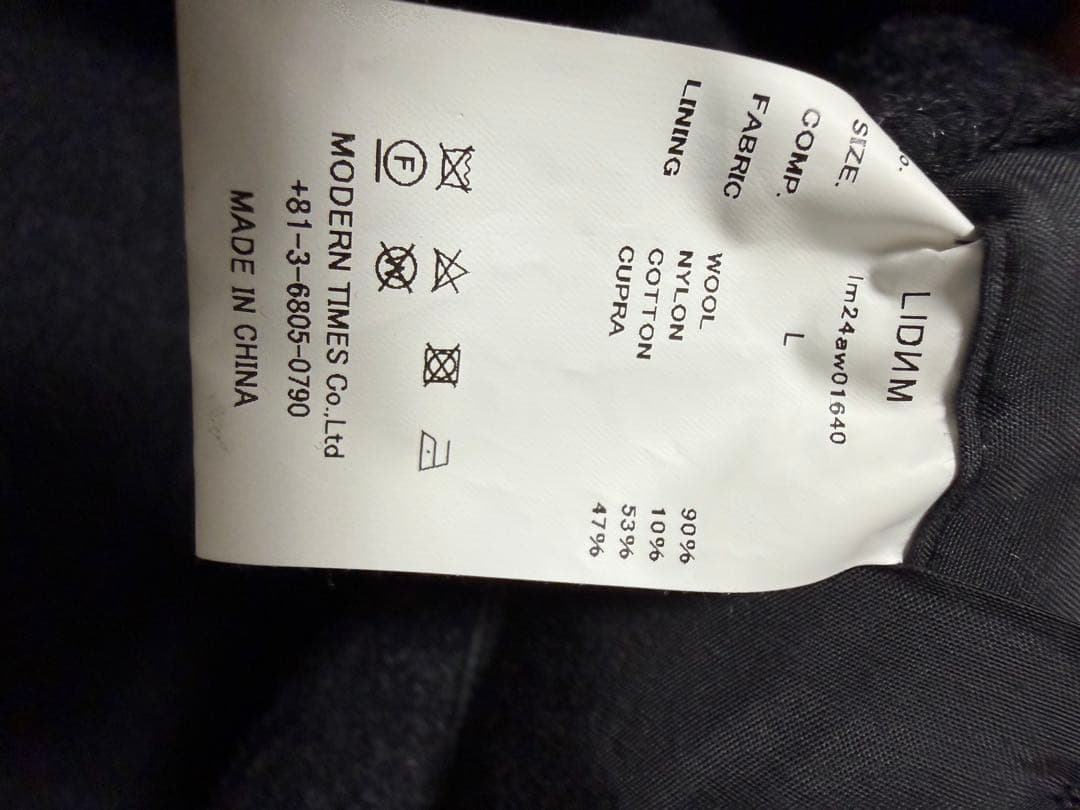 LIDИM
o. lm24aw01640
SIZE. L
COMP.
FABRIC WOOL 90%
NYLON 10%
LINING COTTON 53%
CUPRA 47%
F W
MODERN TIMES Co.,Ltd
+81-3-6805-0790
MADE IN CHINA